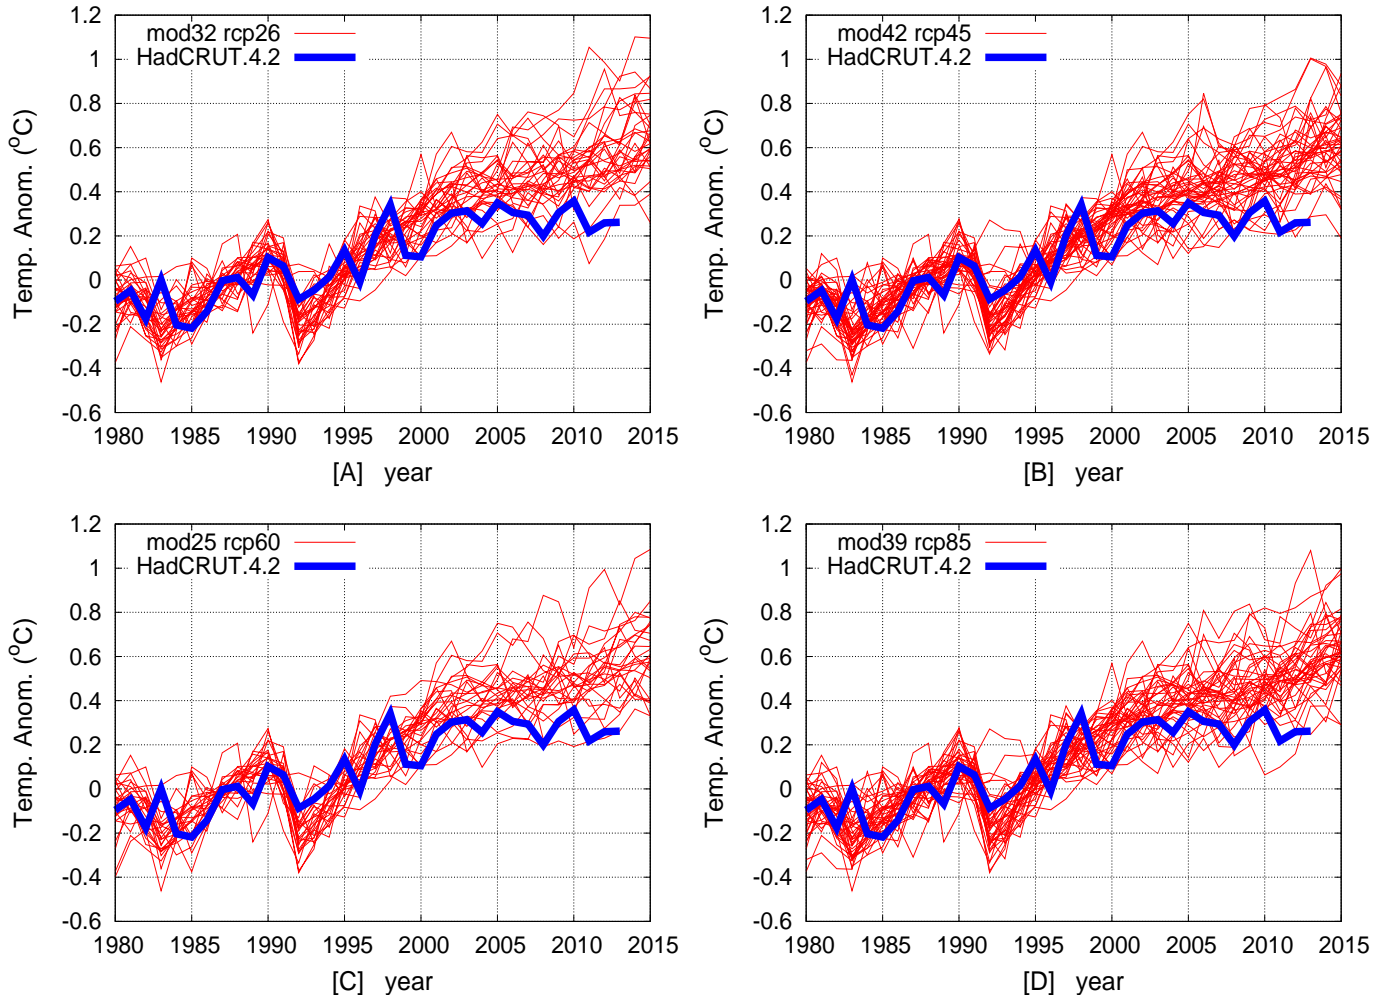 1.2
1
0.8
0.6
0.4
0.2
0
-0.2
-0.4
-0.6
Temp. Anom. (°C)
mod32 rcp26
HadCRUT.4.2
1980 1985 1990 1995 2000 2005 2010 2015
[A] year
1.2
1
0.8
0.6
0.4
0.2
0
-0.2
-0.4
-0.6
Temp. Anom. (°C)
mod42 rcp45
HadCRUT.4.2
1980 1985 1990 1995 2000 2005 2010 2015
[B] year
1.2
1
0.8
0.6
0.4
0.2
0
-0.2
-0.4
-0.6
Temp. Anom. (°C)
mod25 rcp60
HadCRUT.4.2
1980 1985 1990 1995 2000 2005 2010 2015
[C] year
1.2
1
0.8
0.6
0.4
0.2
0
-0.2
-0.4
-0.6
Temp. Anom. (°C)
mod39 rcp85
HadCRUT.4.2
1980 1985 1990 1995 2000 2005 2010 2015
[D] year